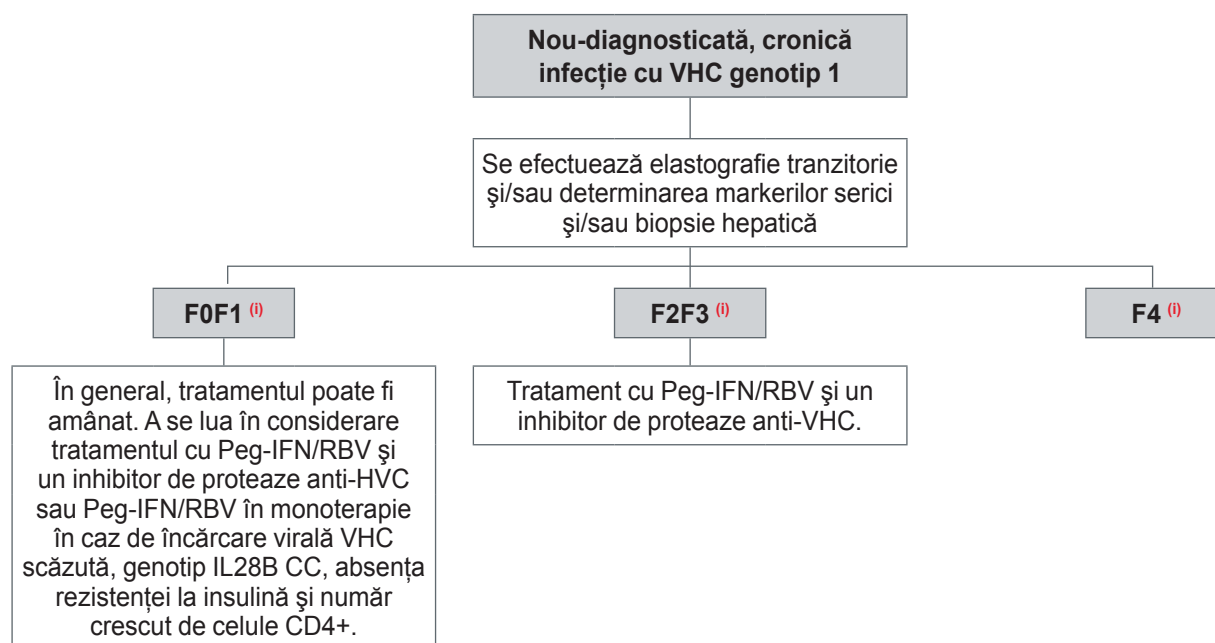 Nou-diagnosticată, cronică
infecție cu VHC genotip 1
Se efectuează elastografie tranzitorie
şi/sau determinarea markerilor serici
şi/sau biopsie hepatică
F0F1 (i)
F2F3 (i)
F4 (i)
În general, tratamentul poate fi
amânat. A se lua în considerare
tratamentul cu Peg-IFN/RBV şi
un inhibitor de proteaze anti-HVC
sau Peg-IFN/RBV în monoterapie
în caz de încărcare virală VHC
scăzută, genotip IL28B CC, absența
rezistenței la insulină şi număr
crescut de celule CD4+.
Tratament cu Peg-IFN/RBV şi un
inhibitor de proteaze anti-VHC.